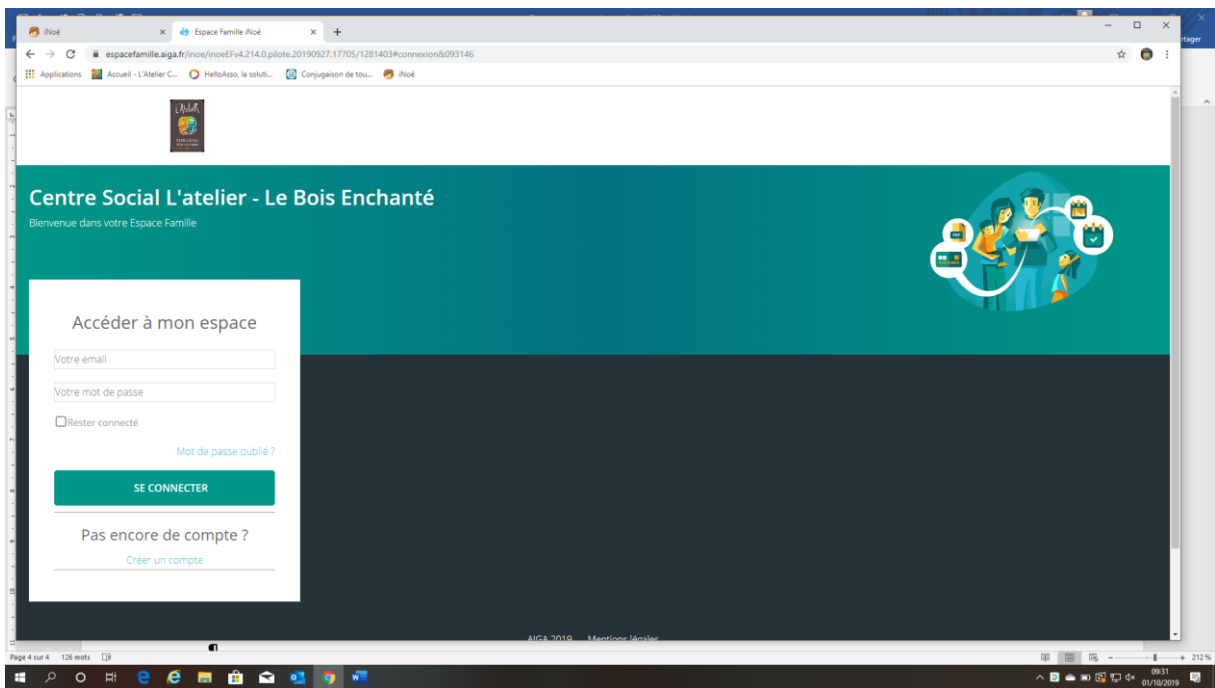 iNoé
Espace Famille iNoé
espacefamille.aiga.fr/inoe/inoeEFv4.214.0.pilote.20190927.17705/1281403#connexion&093146
rtager
Applications
Accueil - L'Atelier C...
HelloAsso, la soluti...
Conjugaison de tou...
iNoé
Centre Social L'atelier - Le Bois Enchanté
Bienvenue dans votre Espace Famille
PDF
Accéder à mon espace
Votre email
Votre mot de passe
Rester connecté
Mot de passe oublié ?
SE CONNECTER
Pas encore de compte ?
Créer un compte
AIGA 2019 Mentions légales
Page 4 sur 4 126 mots
212 %
09:31
01/10/2019